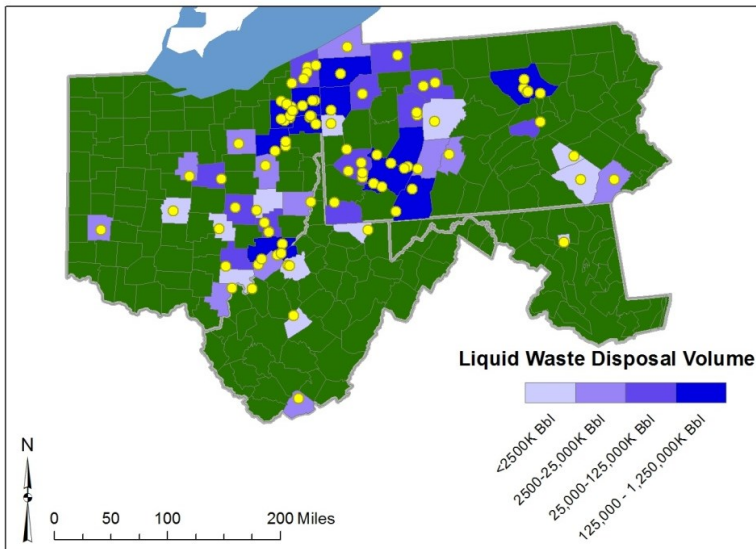 Liquid Waste Disposal Volume
<2500K Bbl
2500-25,000K Bbl
25,000-125,000K Bbl
125,000 - 1,250,000K Bbl
N
0 50 100 200 Miles